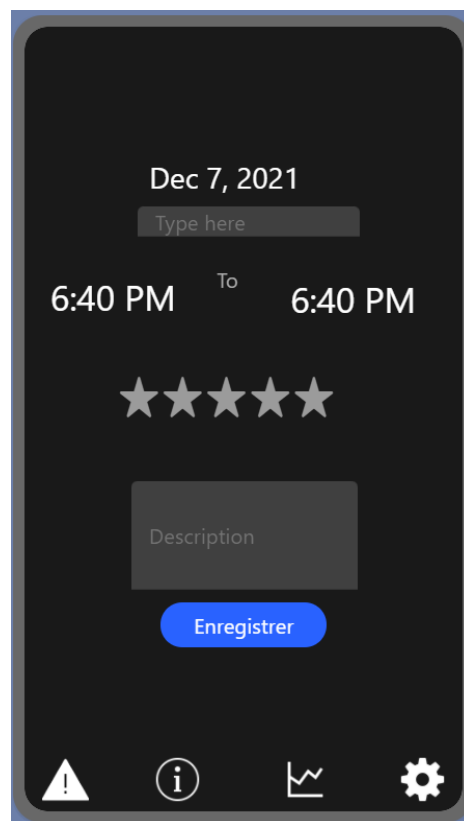 Dec 7, 2021
Type here
To
6:40 PM
6:40 PM
Description
Enregistrer